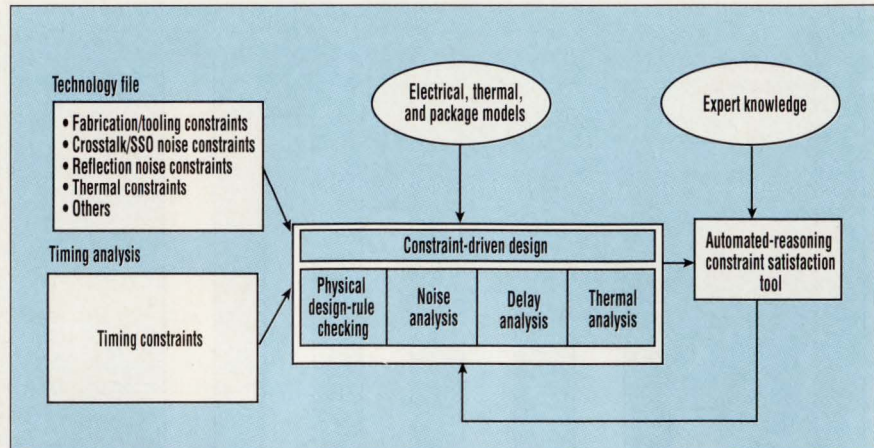 Technology file
• Fabrication/tooling constraints
• Crosstalk/SSO noise constraints
• Reflection noise constraints
• Thermal constraints
• Others
Timing analysis
Timing constraints
Electrical, thermal,
and package models
Expert knowledge
Constraint-driven design
Physical
design-rule
checking
Noise
analysis
Delay
analysis
Thermal
analysis
Automated-reasoning
constraint satisfaction
tool